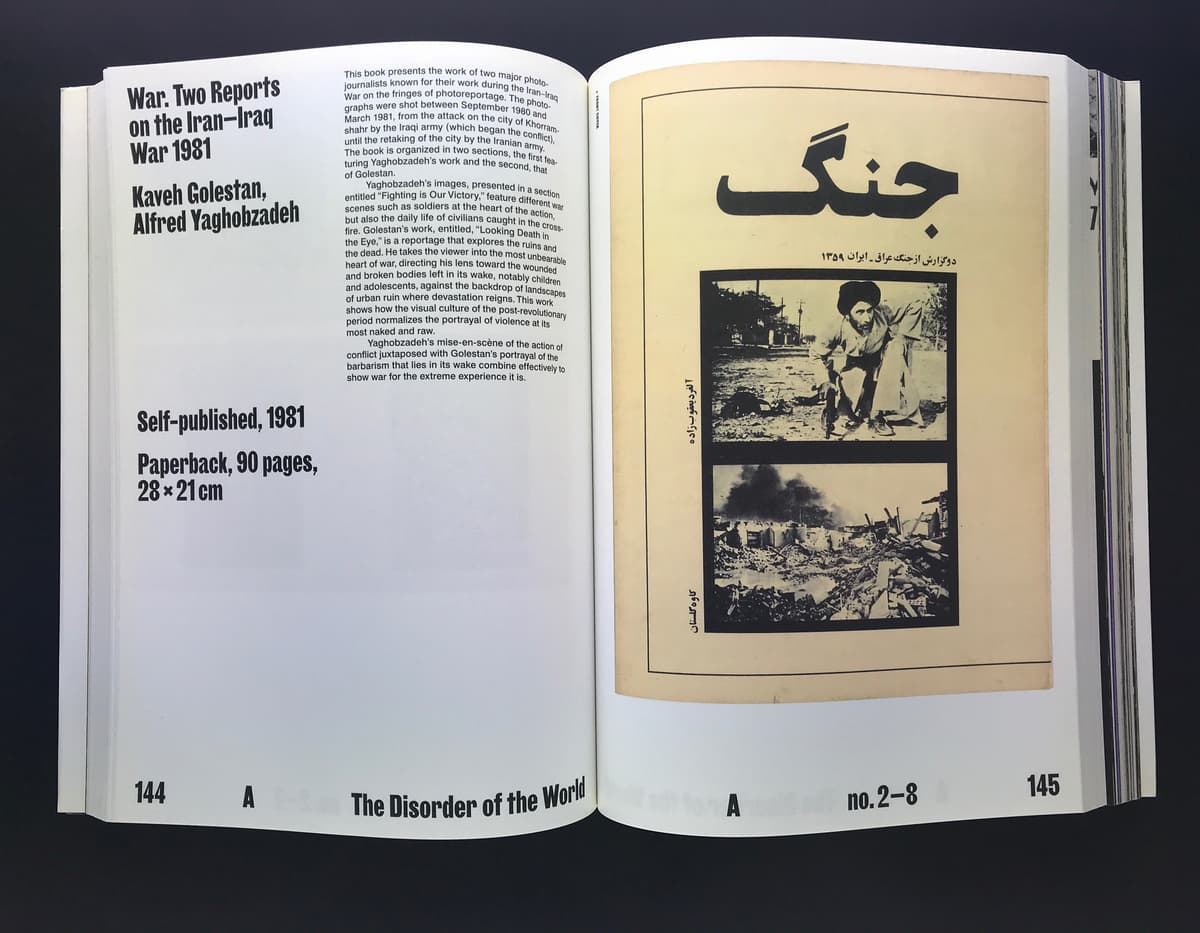 War. Two Reports
on the Iran–Iraq
War 1981
Kaveh Golestan,
Alfred Yaghobzadeh
This book presents the work of two major photo-
journalists known for their work during the Iran–Iraq
War on the fringes of photoreportage. The photo-
graphs were shot between September 1980 and
March 1981, from the attack on the city of Khorram-
shahr by the Iraqi army (which began the conflict),
until the retaking of the city by the Iranian army.
The book is organized in two sections, the first fea-
turing Yaghobzadeh’s work and the second, that
of Golestan.
Yaghobzadeh’s images, presented in a section
entitled “Fighting is Our Victory,” feature different war
scenes such as soldiers at the heart of the action,
but also the daily life of civilians caught in the cross-
fire. Golestan’s work, entitled, “Looking Death in
the Eye,” is a reportage that explores the ruins and
the dead. He takes the viewer into the most unbearable
heart of war, directing his lens toward the wounded
and broken bodies left in its wake, notably children
and adolescents, against the backdrop of landscapes
of urban ruin where devastation reigns. This work
shows how the visual culture of the post-revolutionary
period normalizes the portrayal of violence at its
most naked and raw.
Yaghobzadeh’s mise-en-scène of the action of
conflict juxtaposed with Golestan’s portrayal of the
barbarism that lies in its wake combine effectively to
show war for the extreme experience it is.
Self-published, 1981
Paperback, 90 pages,
28 × 21 cm
144
A
The Disorder of the World
جنگ
دو گزارش از جنگ عراق - ایران ۱۳۵۹
آلفرد یعقوب‌زاده
کاوه گلستان
A
no. 2–8
145
7